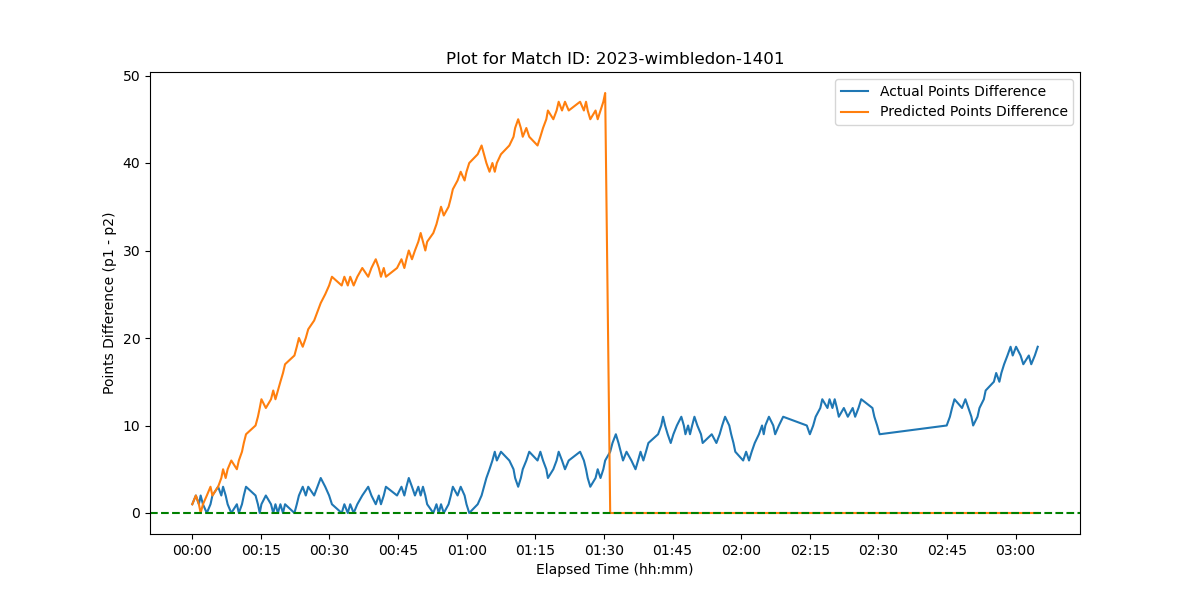 Plot for Match ID: 2023-wimbledon-1401
Actual Points Difference
Predicted Points Difference
Points Difference (p1 - p2)
50
40
30
20
10
0
00:00 00:15 00:30 00:45 01:00 01:15 01:30 01:45 02:00 02:15 02:30 02:45 03:00
Elapsed Time (hh:mm)